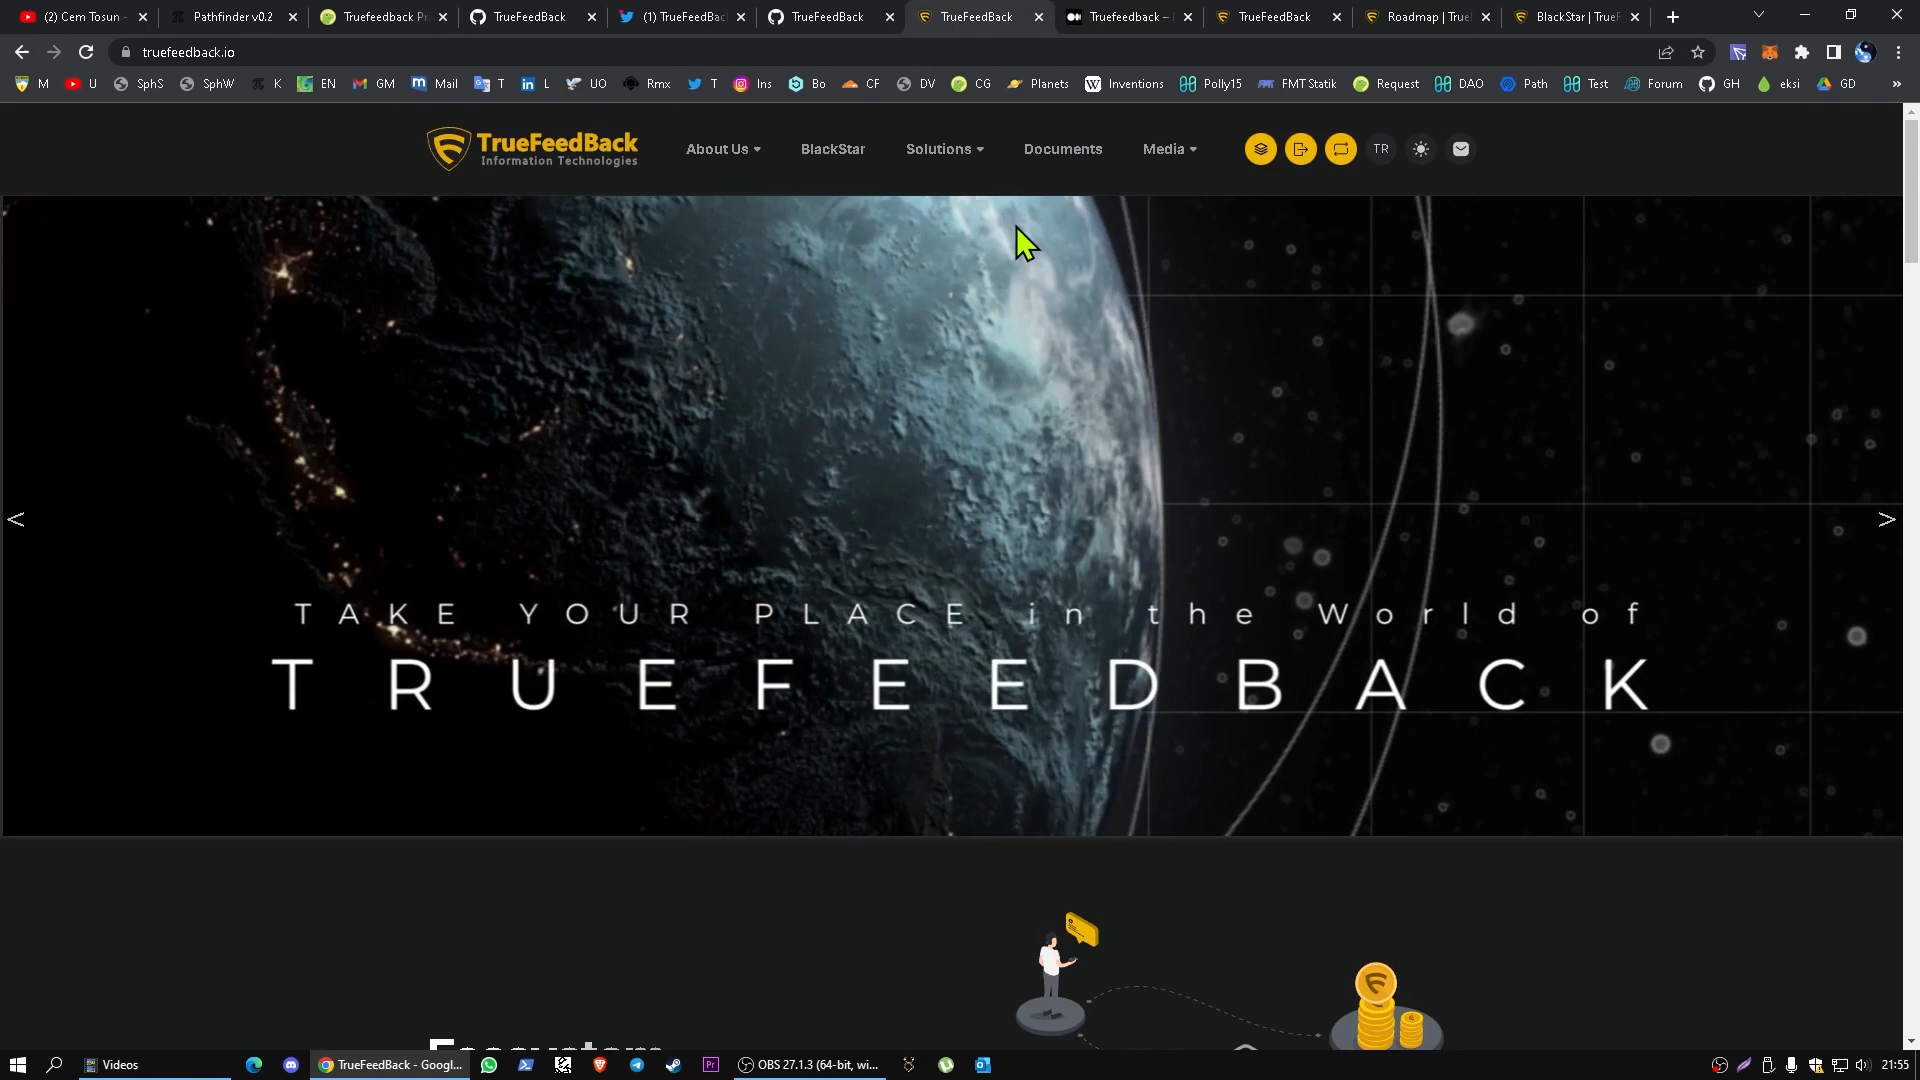 (2) Cem Tosun -
Pathfinder v0.2
Truefeedback Pri
TrueFeedBack
(1) TrueFeedBac
TrueFeedBack
TrueFeedBack
Truefeedback –
TrueFeedBack
Roadmap | True
BlackStar | TrueF
truefeedback.io
M
U
SphS
SphW
K
EN
GM
Mail
T
L
UO
Rmx
T
Ins
Bo
CF
DV
CG
Planets
Inventions
Polly15
FMT Statik
Request
DAO
Path
Test
Forum
GH
eksi
GD
»
TrueFeedBack
Information Technologies
About Us
BlackStar
Solutions
Documents
Media
TR
<
>
TAKE YOUR PLACE in the World of
TRUEFEEDBACK
Videos
TrueFeedBack - Googl...
OBS 27.1.3 (64-bit, wi...
21:55